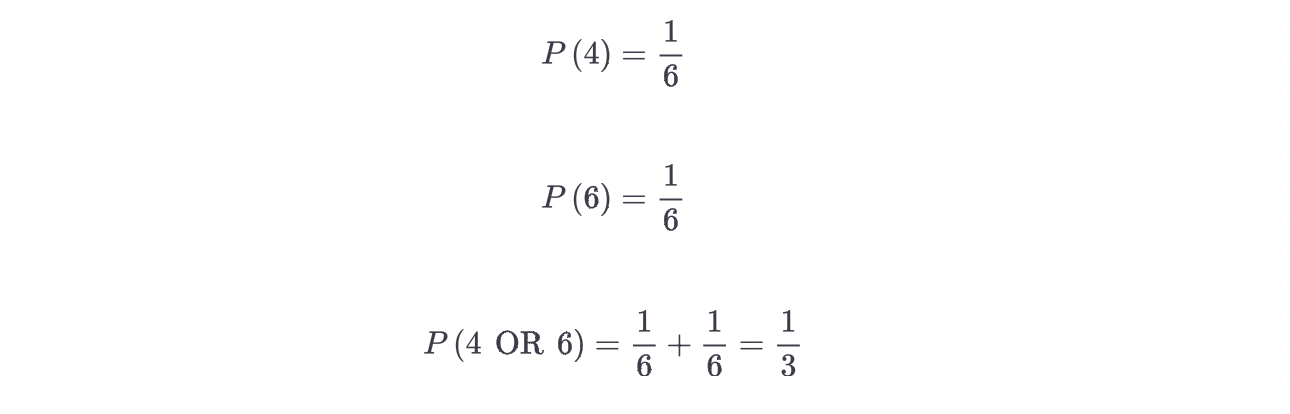 P(4) = 1/6
P(6) = 1/6
P(4 OR 6) = 1/6 + 1/6 = 1/3